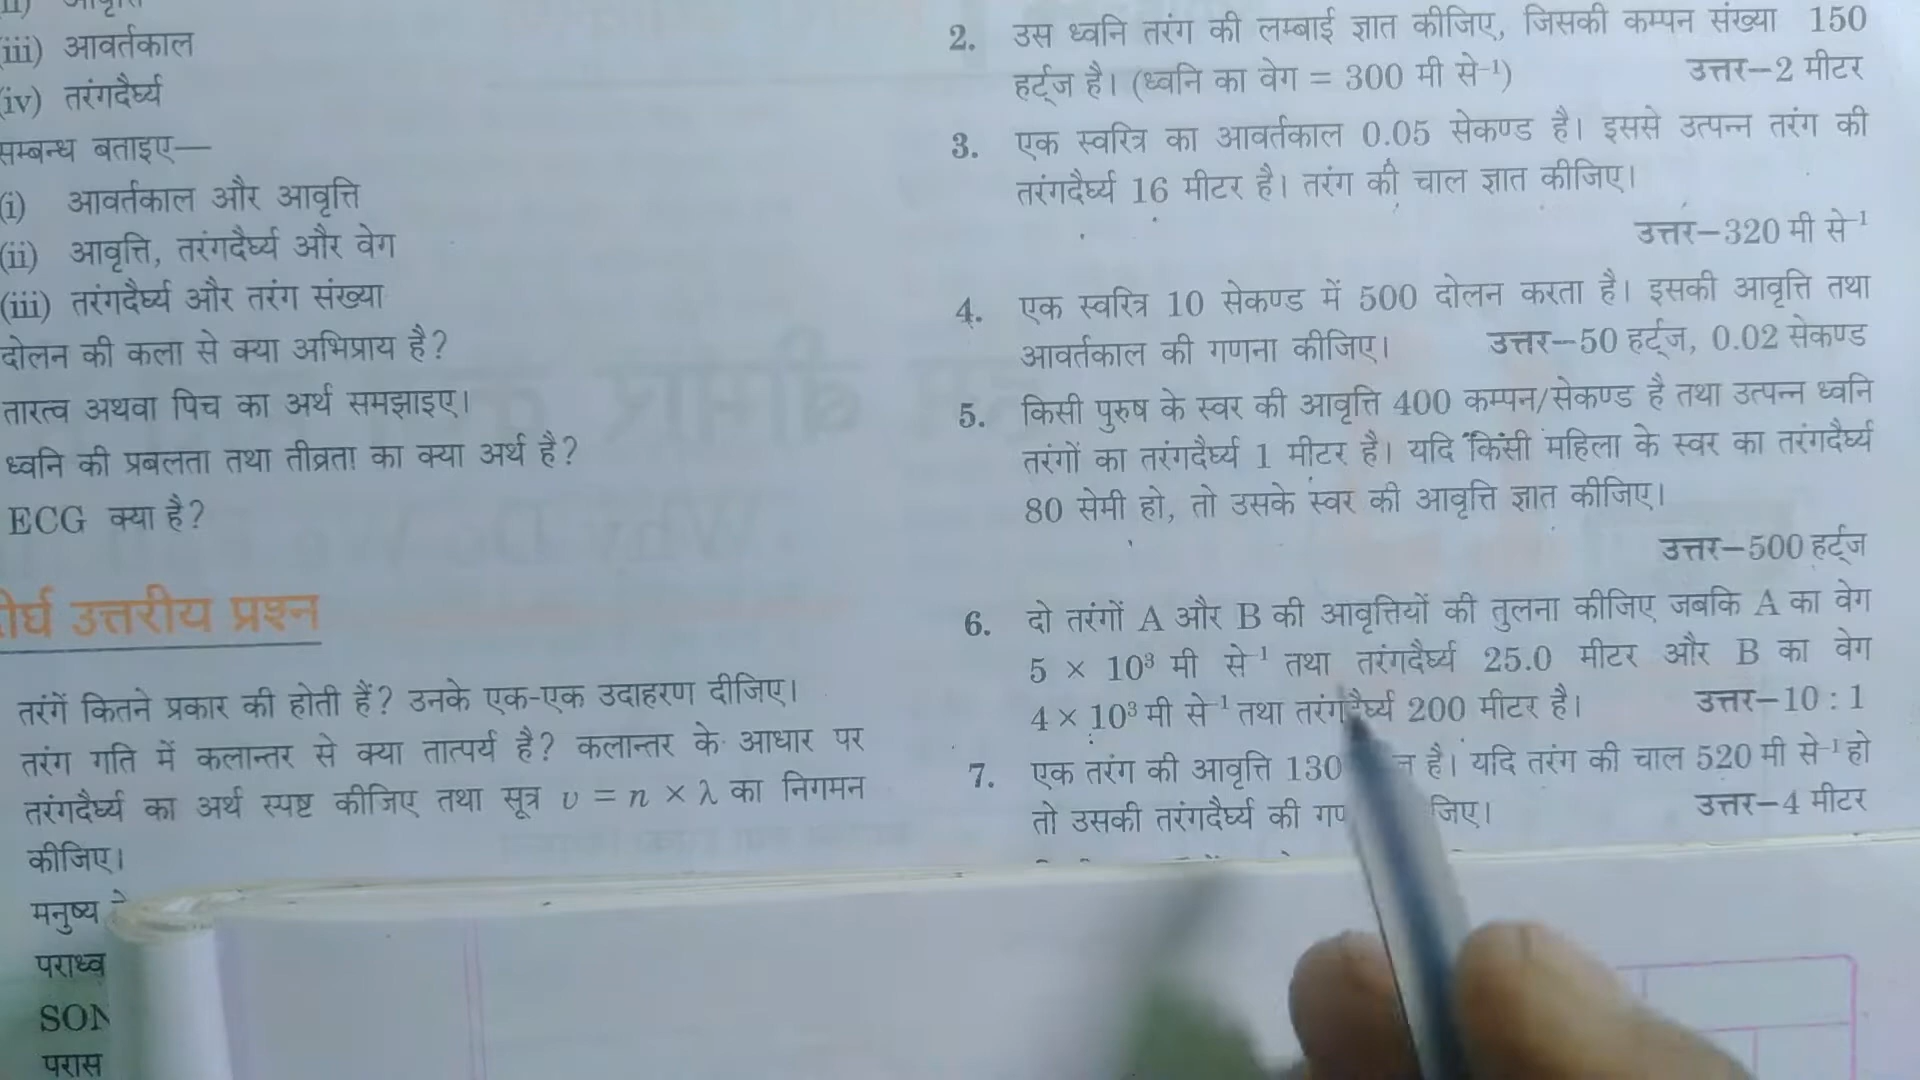 iii) आवर्तकाल
iv) तरंगदैर्घ्य
सम्बन्ध बताइए—
(i) आवर्तकाल और आवृत्ति
(ii) आवृत्ति, तरंगदैर्घ्य और वेग
(iii) तरंगदैर्घ्य और तरंग संख्या
दोलन की कला से क्या अभिप्राय है?
तारत्व अथवा पिच का अर्थ समझाइए।
ध्वनि की प्रबलता तथा तीव्रता का क्या अर्थ है?
ECG क्या है?
उत्तरीय प्रश्न
तरंगें कितने प्रकार की होती हैं? उनके एक-एक उदाहरण दीजिए।
तरंग गति में कलान्तर से क्या तात्पर्य है? कलान्तर के आधार पर
तरंगदैर्घ्य का अर्थ स्पष्ट कीजिए तथा सूत्र υ = n × λ का निगमन
कीजिए।
मनुष्य
2. उस ध्वनि तरंग की लम्बाई ज्ञात कीजिए, जिसकी कम्पन संख्या 150
हर्ट्ज है। (ध्वनि का वेग = 300 मी से⁻¹) उत्तर–2 मीटर
3. एक स्वरित्र का आवर्तकाल 0.05 सेकण्ड है। इससे उत्पन्न तरंग की
तरंगदैर्घ्य 16 मीटर है। तरंग की चाल ज्ञात कीजिए।
उत्तर–320 मी से⁻¹
4. एक स्वरित्र 10 सेकण्ड में 500 दोलन करता है। इसकी आवृत्ति तथा
आवर्तकाल की गणना कीजिए। उत्तर–50 हर्ट्ज, 0.02 सेकण्ड
5. किसी पुरुष के स्वर की आवृत्ति 400 कम्पन/सेकण्ड है तथा उत्पन्न ध्वनि
तरंगों का तरंगदैर्घ्य 1 मीटर है। यदि किसी महिला के स्वर का तरंगदैर्घ्य
80 सेमी हो, तो उसके स्वर की आवृत्ति ज्ञात कीजिए।
उत्तर–500 हर्ट्ज
6. दो तरंगों A और B की आवृत्तियों की तुलना कीजिए जबकि A का वेग
5 × 10³ मी से⁻¹ तथा तरंगदैर्घ्य 25.0 मीटर और B का वेग
4 × 10³ मी से⁻¹ तथा तरंगदैर्घ्य 200 मीटर है। उत्तर–10 : 1
7. एक तरंग की आवृत्ति 130 है। यदि तरंग की चाल 520 मी से⁻¹ हो
तो उसकी तरंगदैर्घ्य की उत्तर–4 मीटर